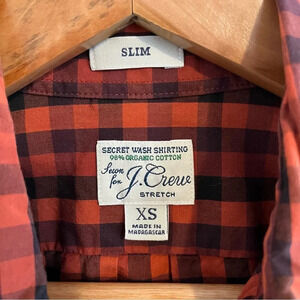 SLIM
SECRET WASH SHIRTING
98% ORGANIC COTTON
Sewn for J.Crew
STRETCH
XS
MADE IN
MADAGASCAR